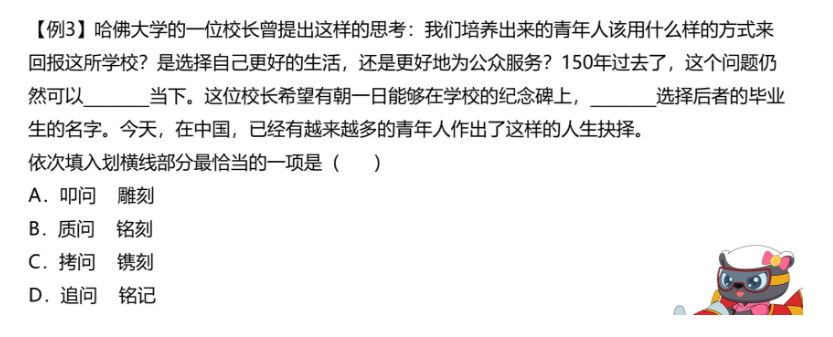 【例3】哈佛大学的一位校长曾提出这样的思考：我们培养出来的青年人该用什么样的方式来
回报这所学校？是选择自己更好的生活，还是更好地为公众服务？150年过去了，这个问题仍
然可以_______当下。这位校长希望有朝一日能够在学校的纪念碑上，_______选择后者的毕业
生的名字。今天，在中国，已经有越来越多的青年人作出了这样的人生抉择。
依次填入划横线部分最恰当的一项是（　　）
A．叩问　雕刻
B．质问　铭刻
C．拷问　镌刻
D．追问　铭记